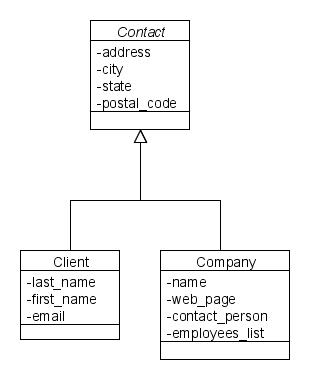 Contact
-address
-city
-state
-postal_code
Client
-last_name
-first_name
-email
Company
-name
-web_page
-contact_person
-employees_list